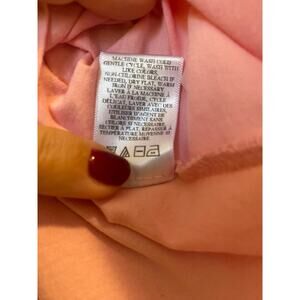 MACHINE WASH COLD
GENTLE CYCLE, WASH WITH
LIKE COLORS,
NON-CHLORINE BLEACH IF
NEEDED, DRY FLAT, WARM
IRON IF NECESSARY
LAVER À LA MACHINE À
L'EAU FROIDE, CYCLE
DÉLICAT, LAVER AVEC DES
COULEURS SIMILAIRES,
UTILISER D'AGENT DE
BLANCHIMENT SANS
CHLORE SI NÉCESSAIRE,
SÉCHER À PLAT, REPASSER À
TEMPÉRATURE MOYENNE SI
NÉCESSAIRE